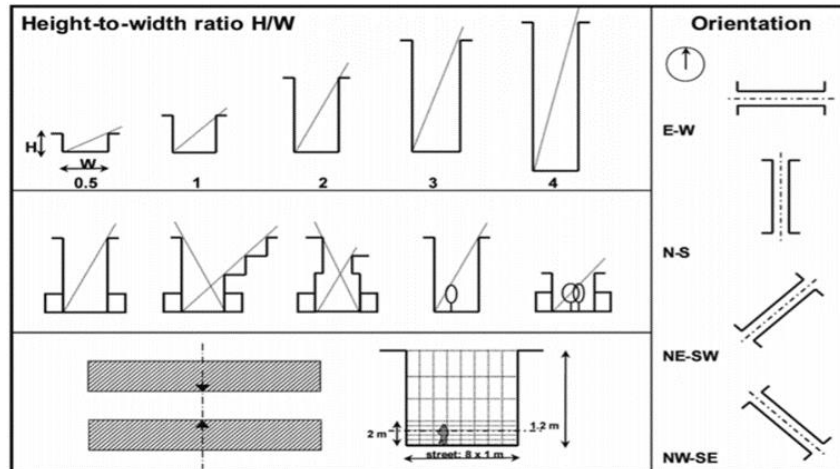 Height-to-width ratio H/W
H
W
0.5
1
2
3
4
2 m
1.2 m
street: 8 x 1 m
Orientation
E-W
N-S
NE-SW
NW-SE